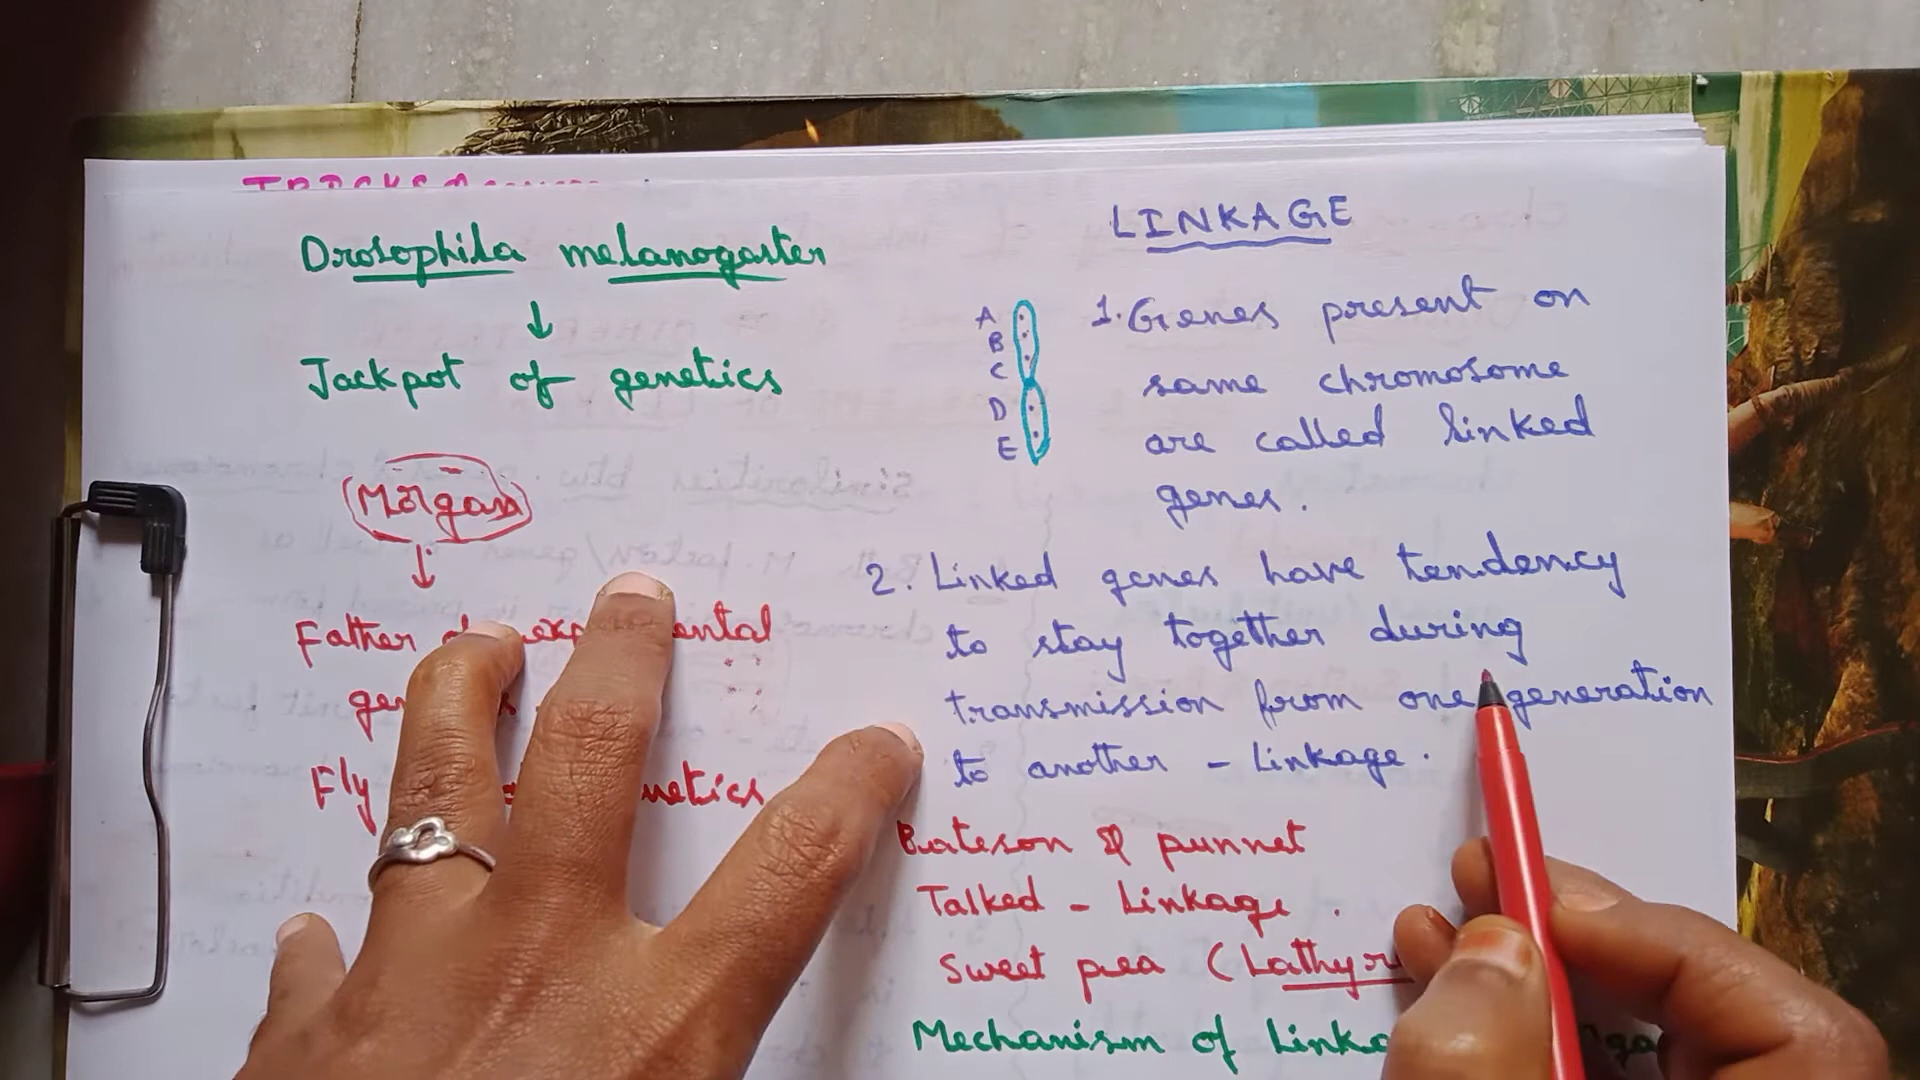 Drosophila melanogaster
↓
Jackpot of genetics
Morgan
↓
Father
Fly
LINKAGE
A
B
C
D
E
1. Genes present on
same chromosome
are called linked
genes.
2. Linked genes have tendency
to stay together during
transmission from one generation
to another - Linkage.
Bateson & punnet
Talked - Linkage.
Sweet pea (
Mechanism of